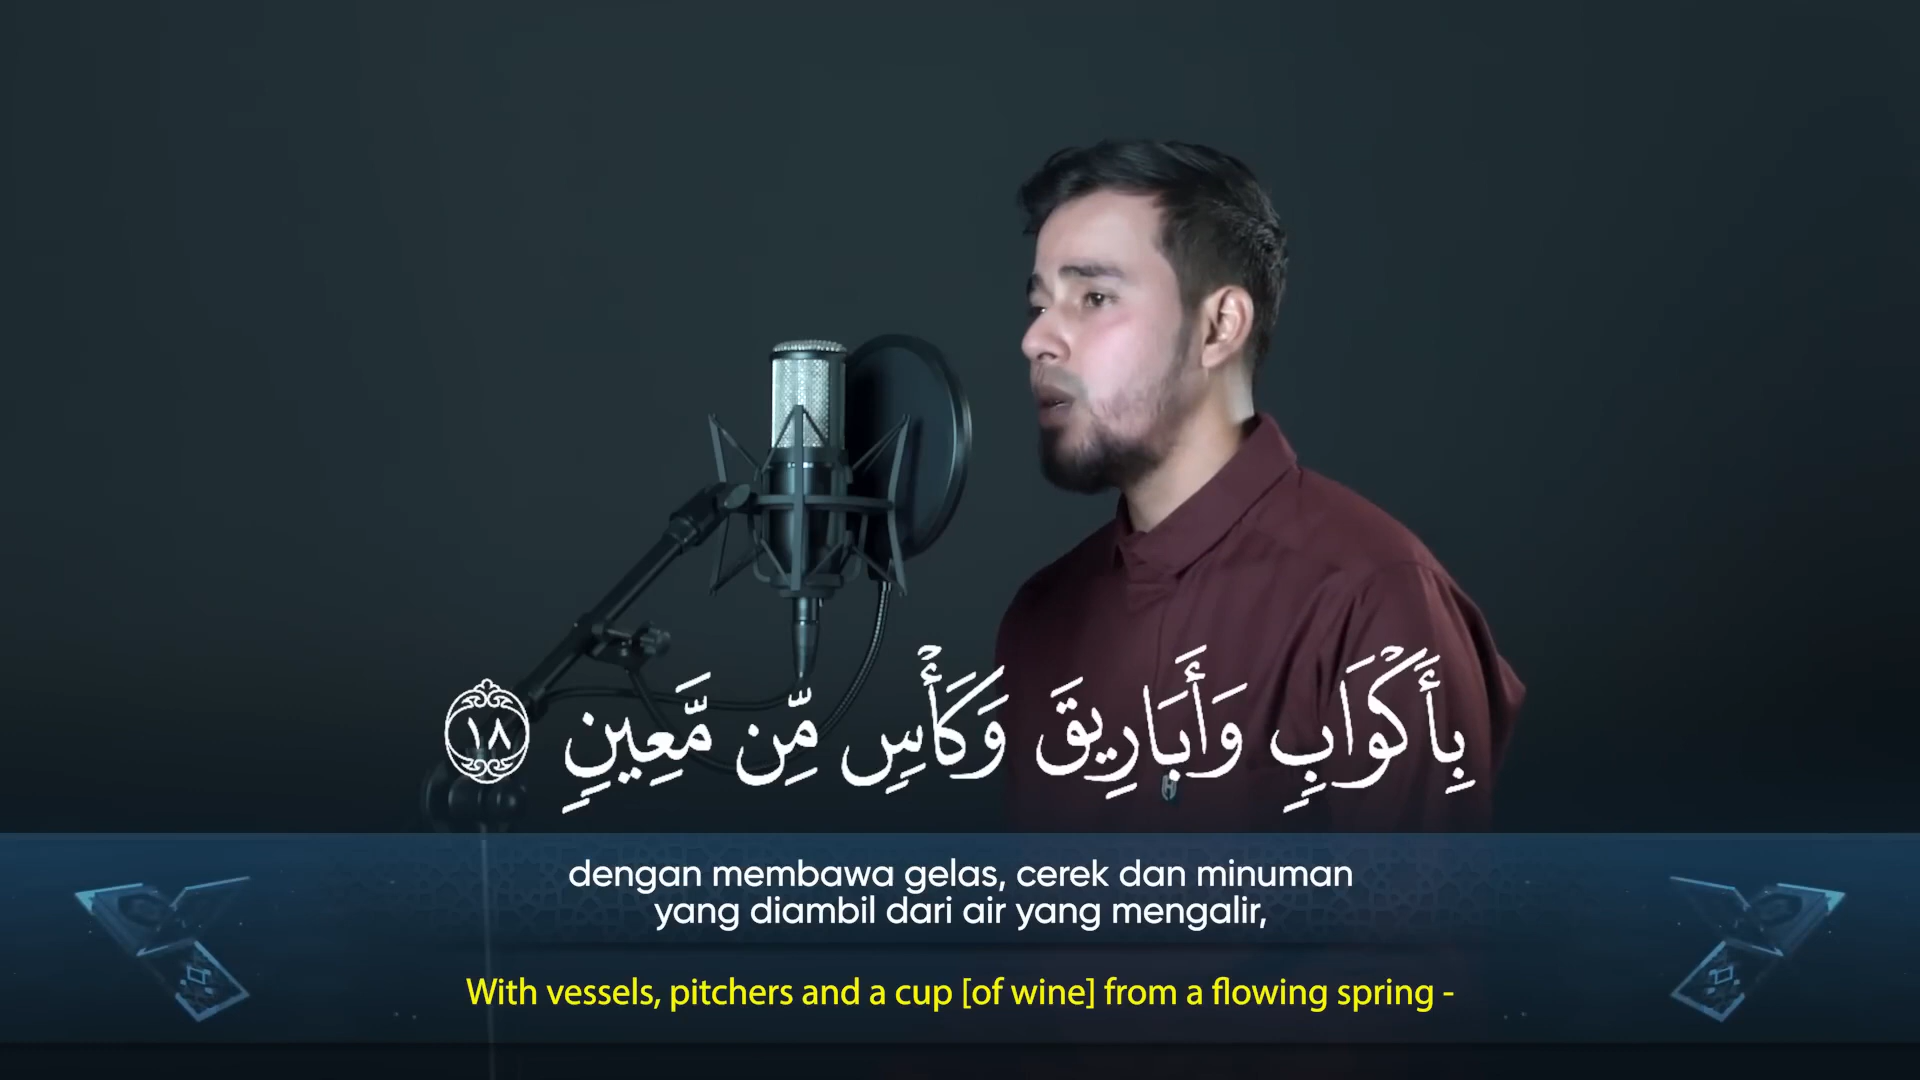 بِأَكْوَابٍ وَأَبَارِيقَ وَكَأْسٍ مِّن مَّعِينٍ ١٨
dengan membawa gelas, cerek dan minuman
yang diambil dari air yang mengalir,
With vessels, pitchers and a cup [of wine] from a flowing spring -